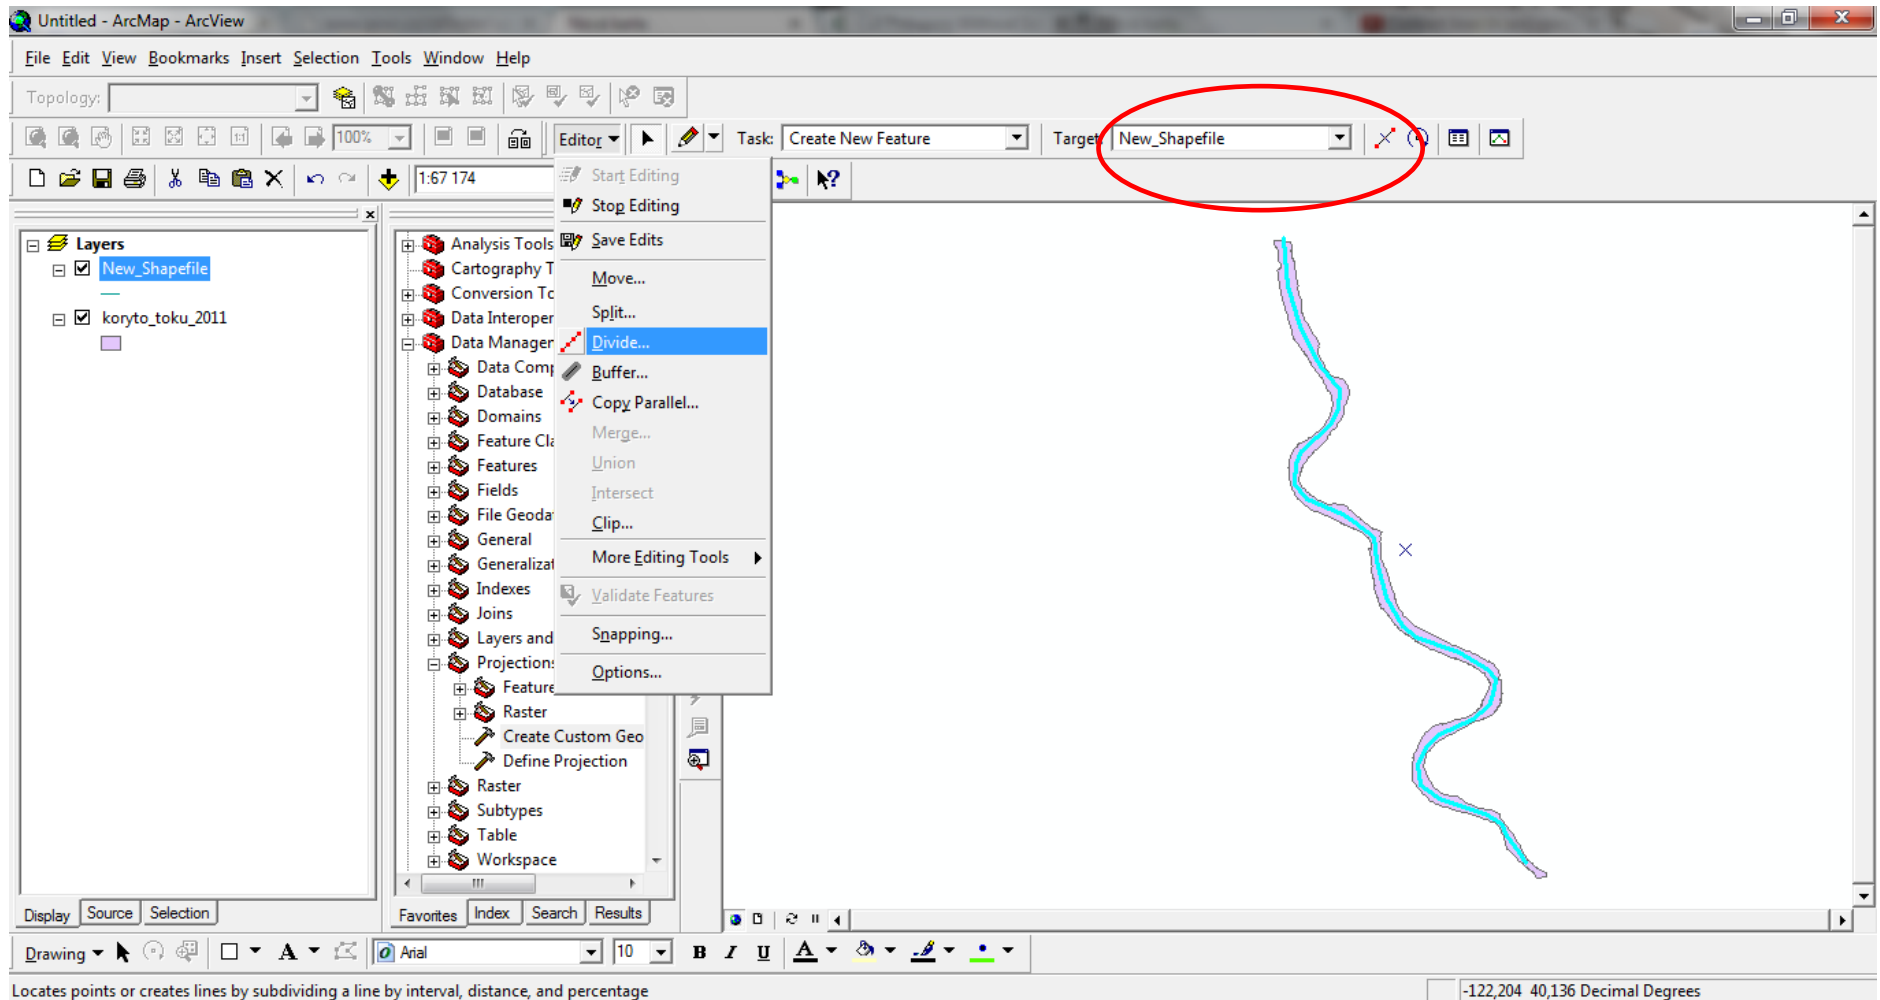 Untitled - ArcMap - ArcView
File Edit View Bookmarks Insert Selection Tools Window Help
Topology:
100%
Editor
Task: Create New Feature
Target: New_Shapefile
1:67 174
Layers
New_Shapefile
koryto_toku_2011
Display Source Selection
Analysis Tools
Cartography T
Conversion To
Data Interoper
Data Manager
Data Comp
Database
Domains
Feature Cla
Features
Fields
File Geoda
General
Generalizat
Indexes
Joins
Layers and
Projections
Feature
Raster
Create Custom Geo
Define Projection
Raster
Subtypes
Table
Workspace
Favorites Index Search Results
Start Editing
Stop Editing
Save Edits
Move...
Split...
Divide...
Buffer...
Copy Parallel...
Merge...
Union
Intersect
Clip...
More Editing Tools
Validate Features
Snapping...
Options...
Drawing A Arial 10 B I U A
Locates points or creates lines by subdividing a line by interval, distance, and percentage
-122,204 40,136 Decimal Degrees